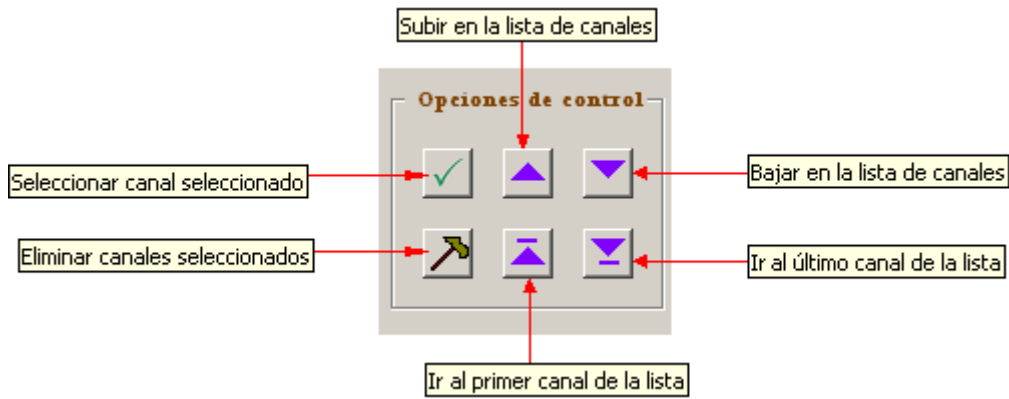 Subir en la lista de canales
Opciones de control
Seleccionar canal seleccionado
Bajar en la lista de canales
Eliminar canales seleccionados
Ir al último canal de la lista
Ir al primer canal de la lista